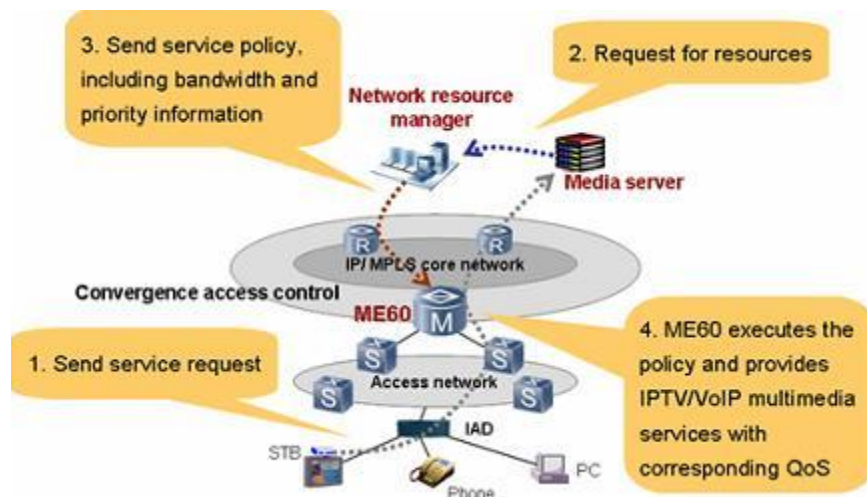 3. Send service policy,
including bandwidth and
priority information
2. Request for resources
Network resource
manager
Media server
R
R
IP/ MPLS core network
Convergence access control
ME60
M
1. Send service request
S
S
Access network
S
S
4. ME60 executes the
policy and provides
IPTV/VoIP multimedia
services with
corresponding QoS
IAD
STB
Phone
PC